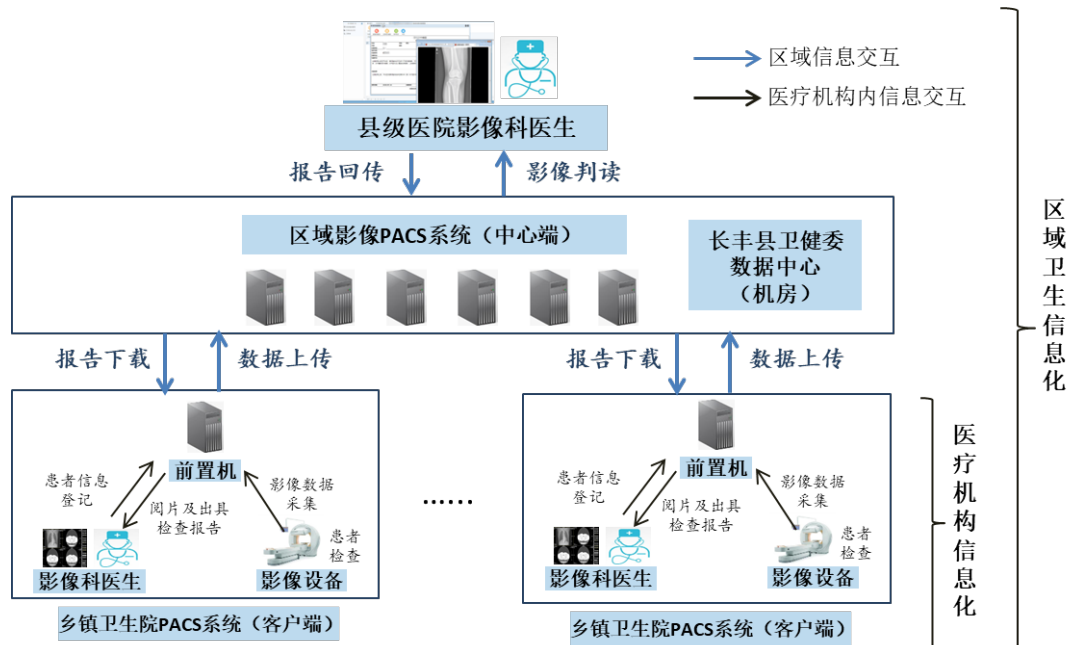 区域信息交互
医疗机构内信息交互
县级医院影像科医生
报告回传
影像判读
区域影像PACS系统（中心端）
长丰县卫健委
数据中心
（机房）
报告下载
数据上传
报告下载
数据上传
前置机
患者信息
登记
阅片及出具
检查报告
影像数据
采集
患者
检查
影像科医生
影像设备
乡镇卫生院PACS系统（客户端）
······
前置机
患者信息
登记
阅片及出具
检查报告
影像数据
采集
患者
检查
影像科医生
影像设备
乡镇卫生院PACS系统（客户端）
医疗机构信息化
区域卫生信息化